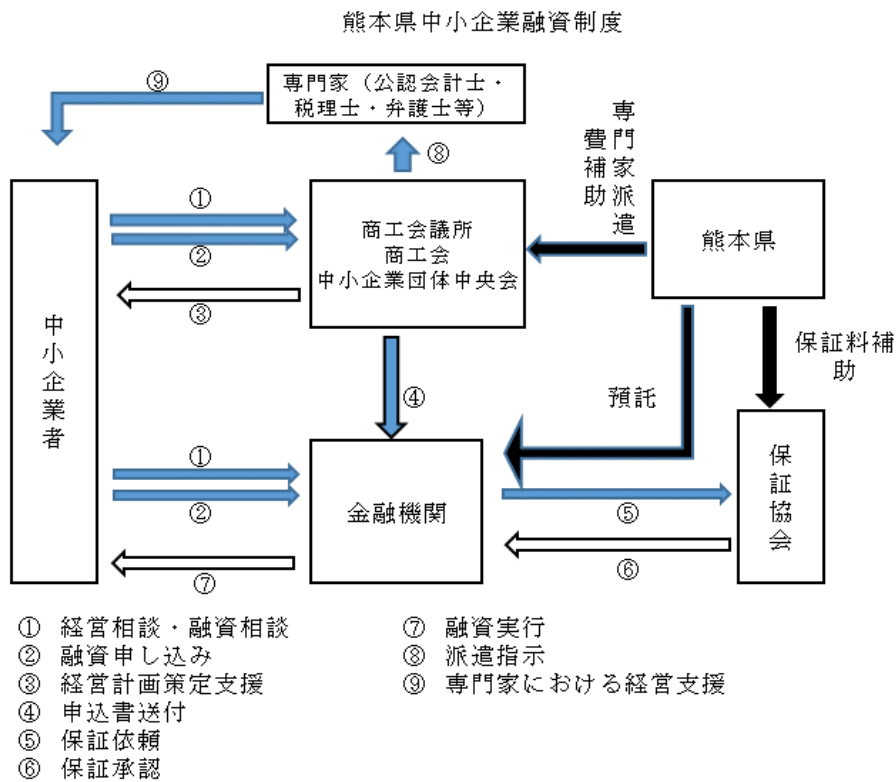 熊本県中小企業融資制度
⑨
専門家（公認会計士・
税理士・弁護士等）
⑧
専門家派遣
費補助
①
②
③
商工会議所
商工会
中小企業団体中央会
熊本県
中小企業者
④
預託
保証料補
助
①
②
⑦
金融機関
⑤
⑥
保証協会
① 経営相談・融資相談
② 融資申し込み
③ 経営計画策定支援
④ 申込書送付
⑤ 保証依頼
⑥ 保証承認
⑦ 融資実行
⑧ 派遣指示
⑨ 専門家における経営支援